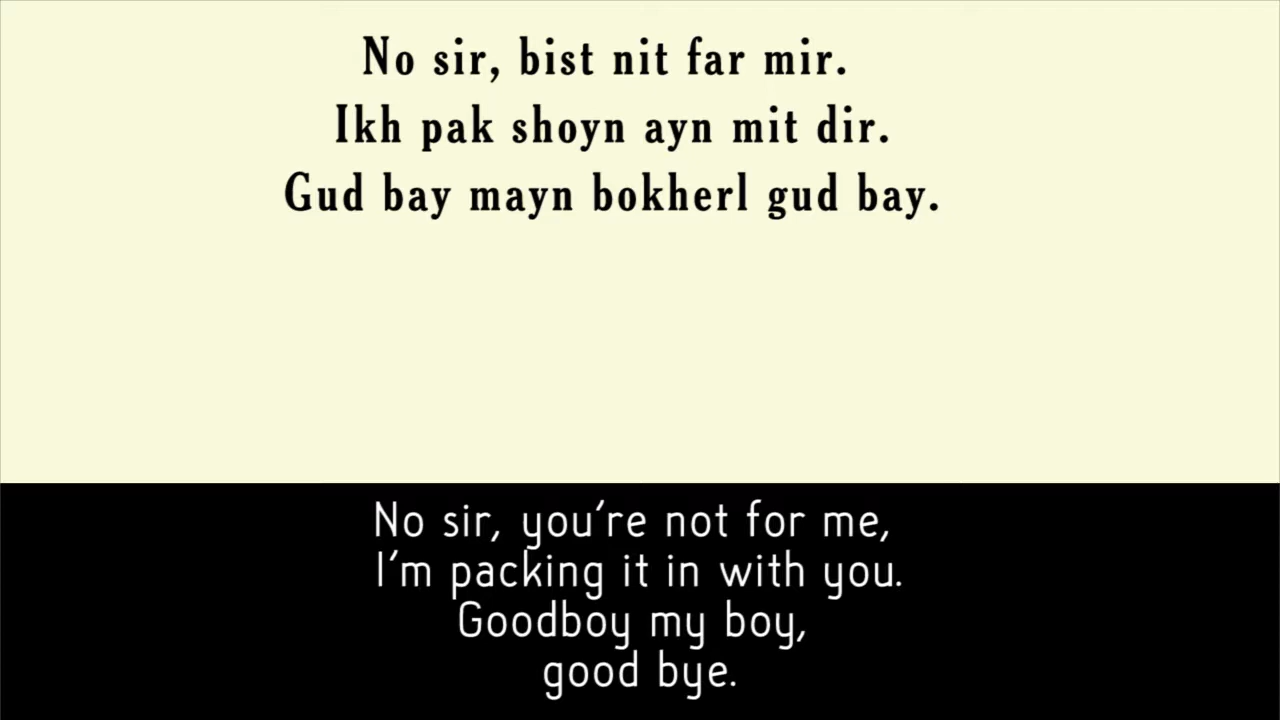 No sir, bist nit far mir.
Ikh pak shoyn ayn mit dir.
Gud bay mayn bokherl gud bay.
No sir, you're not for me,
I'm packing it in with you.
Goodboy my boy,
good bye.